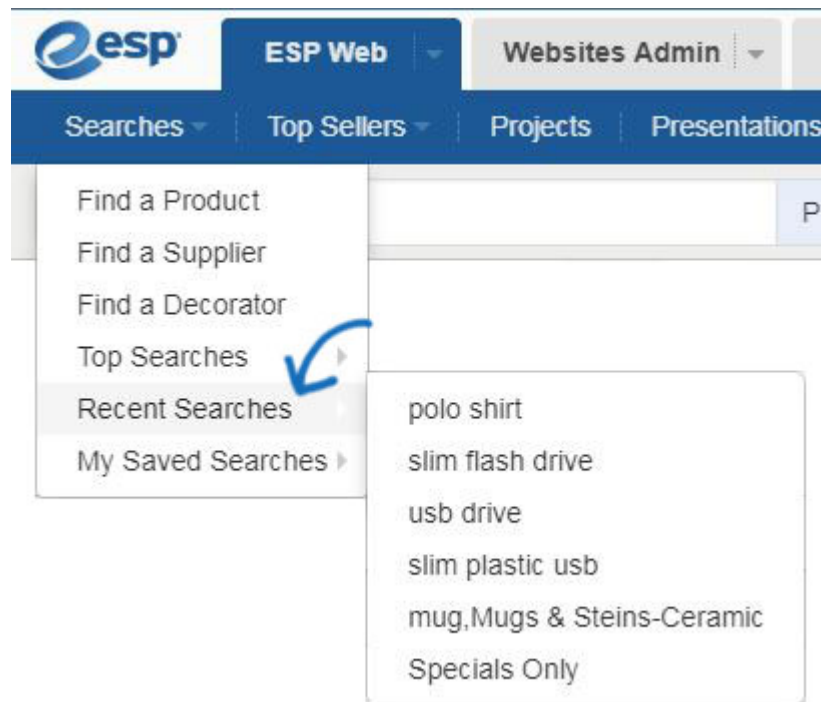 esp
ESP Web
Websites Admin
Searches
Top Sellers
Projects
Presentations
P
Find a Product
Find a Supplier
Find a Decorator
Top Searches
Recent Searches
My Saved Searches
polo shirt
slim flash drive
usb drive
slim plastic usb
mug,Mugs & Steins-Ceramic
Specials Only